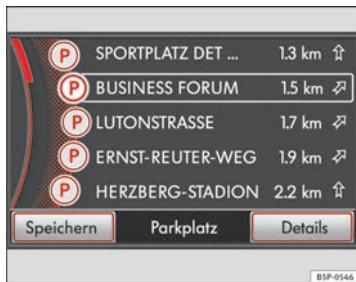 P SPORTPLATZ DET ... 1.3 km
P BUSINESS FORUM 1.5 km
P LUTONSTRASSE 1.7 km
P ERNST-REUTER-WEG 1.9 km
P HERZBERG-STADION 2.2 km
Speichern Parkplatz Details
B5P-0546